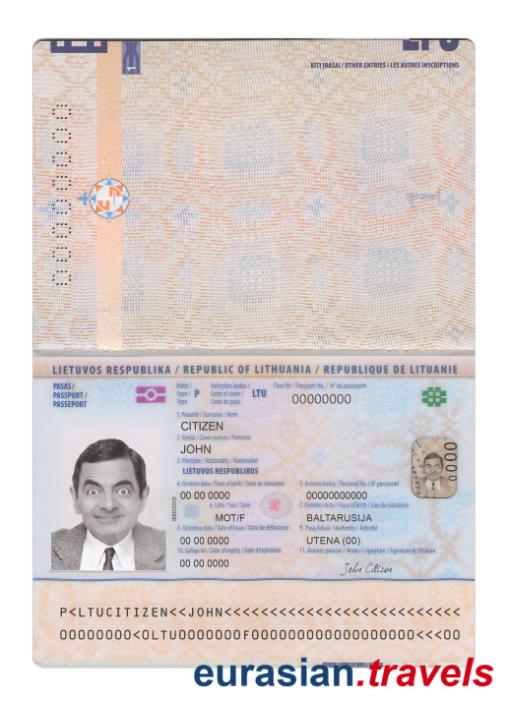 KITI ĮRAŠAI / OTHER ENTRIES / LES AUTRES INSCRIPTIONS
LIETUVOS RESPUBLIKA / REPUBLIC OF LITHUANIA / REPUBLIQUE DE LITUANIE
PASAS/
PASSPORT/
PASSEPORT
Type / P Code of state / LTU Paso Nr. / Passport No. / N° du passeport
Type Code du pays 00000000
1. Pavardė / Surname / Nom
CITIZEN
2. Vardai / Given names / Prénoms
JOHN
3. Pilietybė / Nationality / Nationalité
LIETUVOS RESPUBLIKOS
4. Gimimo data / Date of birth / Date de naissance 5. Asmens kodas / Personal No. / N° personnel
00 00 0000 00000000000
6. Lytis / Sex / Sexe 7. Gimimo vieta / Place of birth / Lieu de naissance
MOT/F BALTARUSIJA
8. Išdavimo data / Date of issue / Date de délivrance 9. Pasą išdavė / Authority / Autorité
00 00 0000 UTENA (00)
10. Galioja iki / Date of expiry / Date d'expiration 11. Asmens parašas / Holder's signature / Signature du titulaire
00 00 0000 John Citizen
0000
P<LTUCITIZEN<<JOHN<<<<<<<<<<<<<<<<<<<<<<<<<<
00000000<0LTU0000000F0000000000000000000<<<00
eurasian.travels